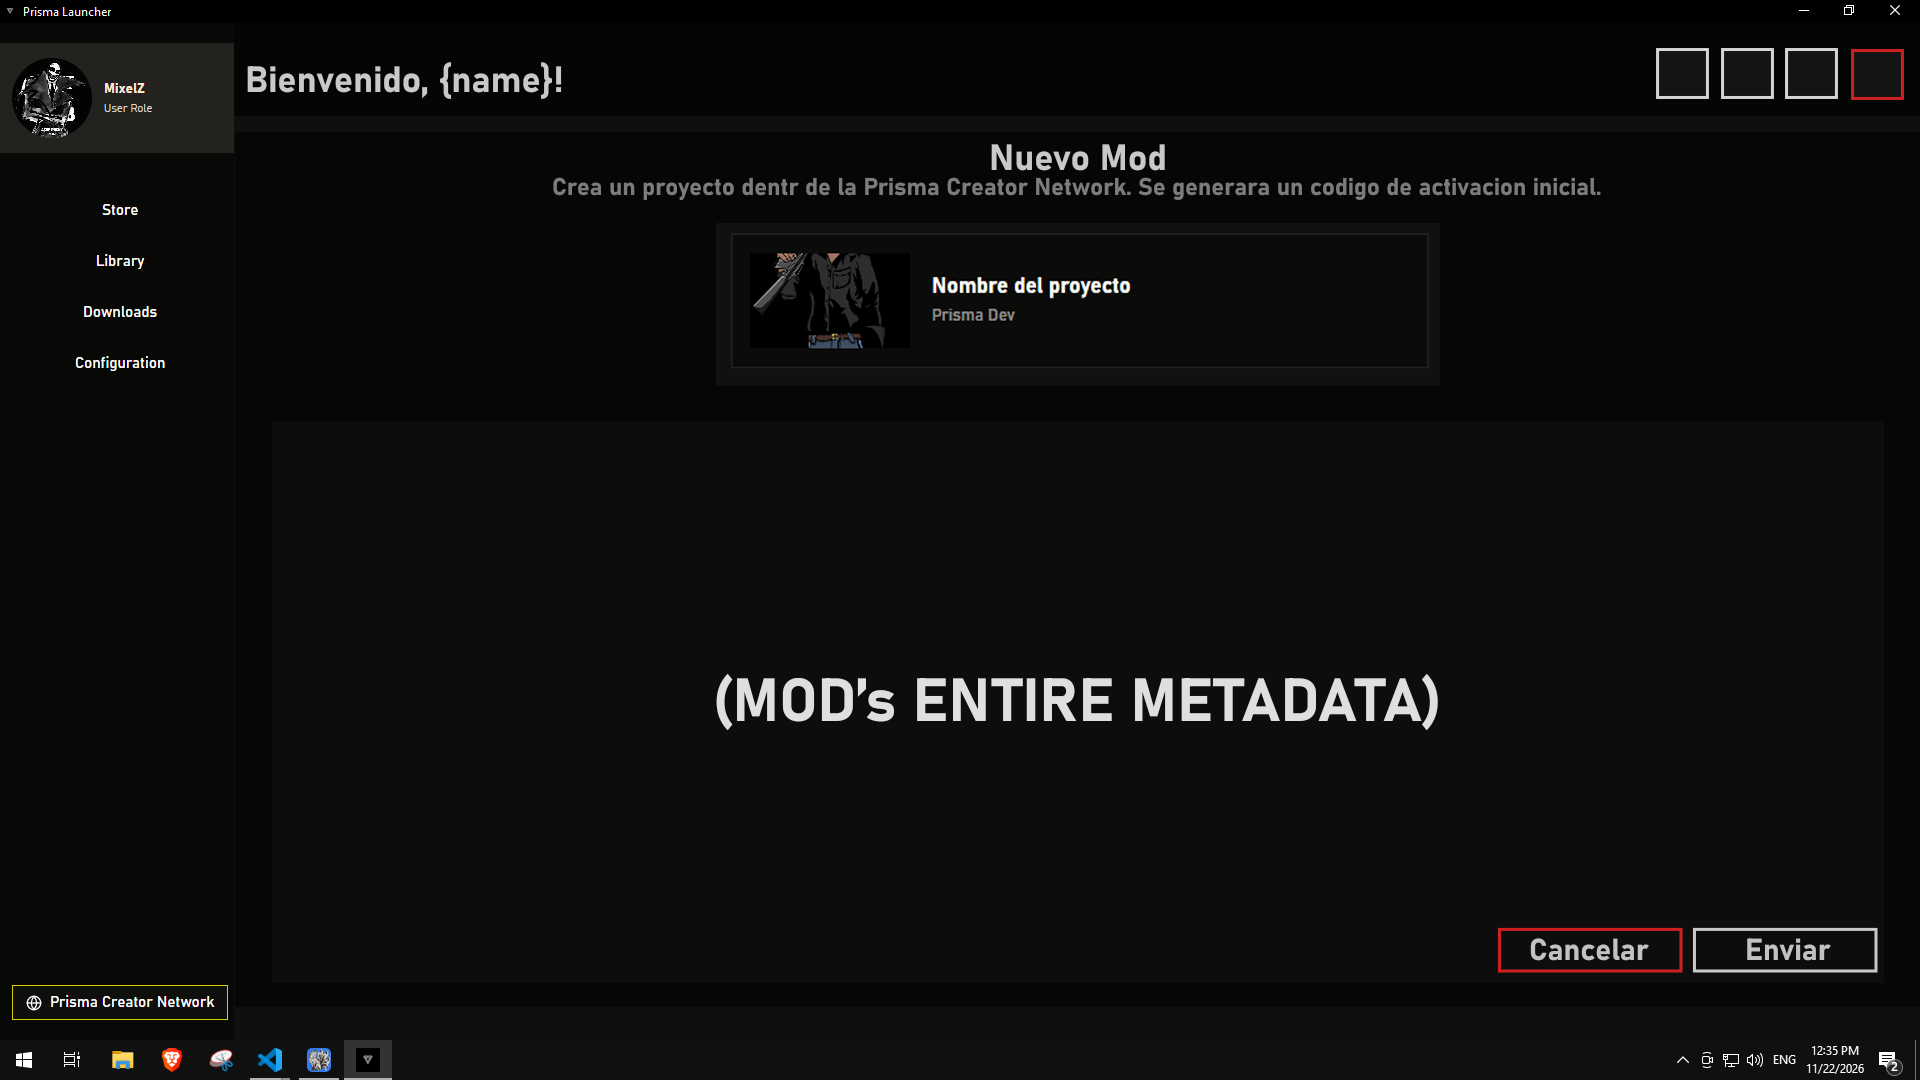 Prisma Launcher
MixelZ
User Role
Bienvenido, {name}!
Store
Library
Downloads
Configuration
Nuevo Mod
Crea un proyecto dentr de la Prisma Creator Network. Se generara un codigo de activacion inicial.
Nombre del proyecto
Prisma Dev
(MOD’s ENTIRE METADATA)
Cancelar
Enviar
Prisma Creator Network
ENG
12:35 PM
11/22/2026
2